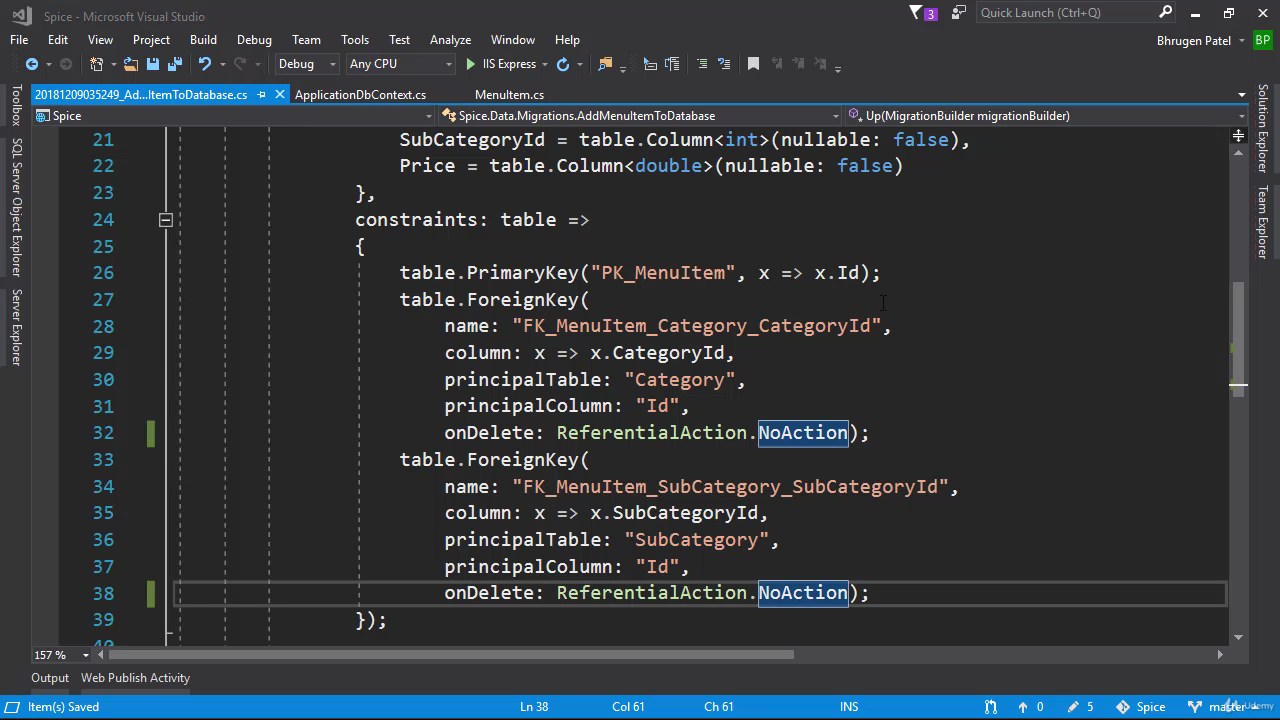 Spice - Microsoft Visual Studio
3
Quick Launch (Ctrl+Q)
File Edit View Project Build Debug Team Tools Test Analyze Window Help
Bhrugen Patel BP
Debug Any CPU IIS Express
20181209035249_Ad...ItemToDatabase.cs ApplicationDbContext.cs MenuItem.cs
Spice Spice.Data.Migrations.AddMenuItemToDatabase Up(MigrationBuilder migrationBuilder)
Toolbox
SQL Server Object Explorer
Server Explorer
Solution Explorer
Team Explorer
21 SubCategoryId = table.Column<int>(nullable: false),
22 Price = table.Column<double>(nullable: false)
23 },
24 constraints: table =>
25 {
26 table.PrimaryKey("PK_MenuItem", x => x.Id);
27 table.ForeignKey(
28 name: "FK_MenuItem_Category_CategoryId",
29 column: x => x.CategoryId,
30 principalTable: "Category",
31 principalColumn: "Id",
32 onDelete: ReferentialAction.NoAction);
33 table.ForeignKey(
34 name: "FK_MenuItem_SubCategory_SubCategoryId",
35 column: x => x.SubCategoryId,
36 principalTable: "SubCategory",
37 principalColumn: "Id",
38 onDelete: ReferentialAction.NoAction);
39 });
40
157 %
Output Web Publish Activity
Item(s) Saved Ln 38 Col 61 Ch 61 INS 0 5 Spice master
Udemy